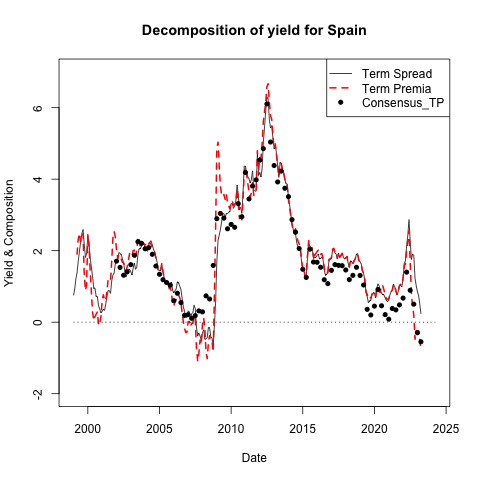 Decomposition of yield for Spain
Term Spread
Term Premia
Consensus_TP
Yield & Composition
6
4
2
0
-2
2000 2005 2010 2015 2020 2025
Date